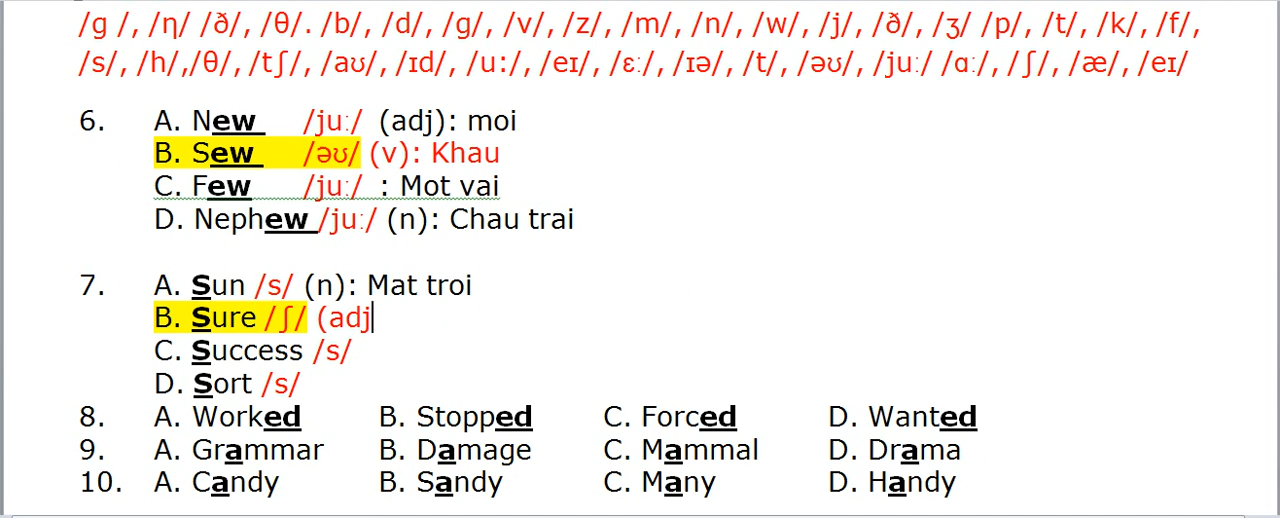 /g /, /η/ /ð/, /θ/. /b/, /d/, /g/, /v/, /z/, /m/, /n/, /w/, /j/, /ð/, /ʒ/ /p/, /t/, /k/, /f/,
/s/, /h/,/θ/, /tʃ/, /aʊ/, /ɪd/, /u:/, /eɪ/, /ɛː/, /ɪə/, /t/, /əʊ/, /juː/ /ɑː/, /ʃ/, /æ/, /eɪ/
6. A. New /juː/ (adj): moi
B. Sew /əʊ/ (v): Khau
C. Few /juː/ : Mot vai
D. Nephew /juː/ (n): Chau trai
7. A. Sun /s/ (n): Mat troi
B. Sure /ʃ/ (adj
C. Success /s/
D. Sort /s/
8. A. Worked B. Stopped C. Forced D. Wanted
9. A. Grammar B. Damage C. Mammal D. Drama
10. A. Candy B. Sandy C. Many D. Handy